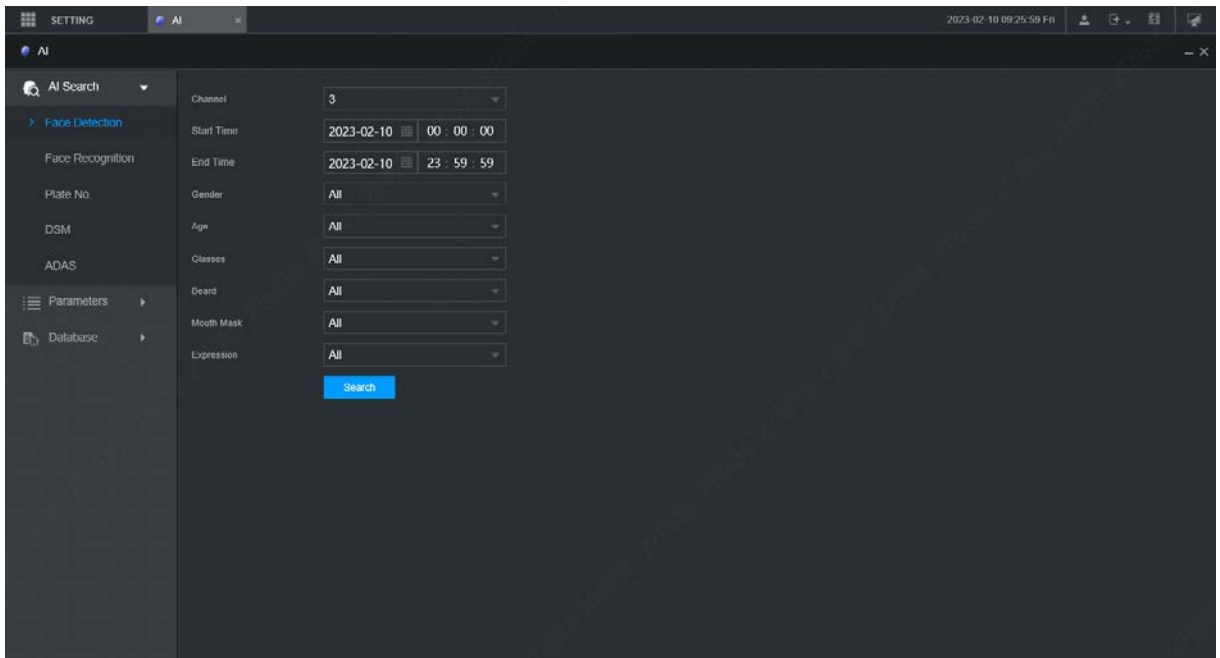 SETTING AI × 2023-02-10 09:25:59 Fri
AI
AI Search
Face Detection
Face Recognition
Plate No.
DSM
ADAS
Parameters
Database
Channel 3
Start Time 2023-02-10 00 : 00 : 00
End Time 2023-02-10 23 : 59 : 59
Gender All
Age All
Glasses All
Beard All
Mouth Mask All
Expression All
Search